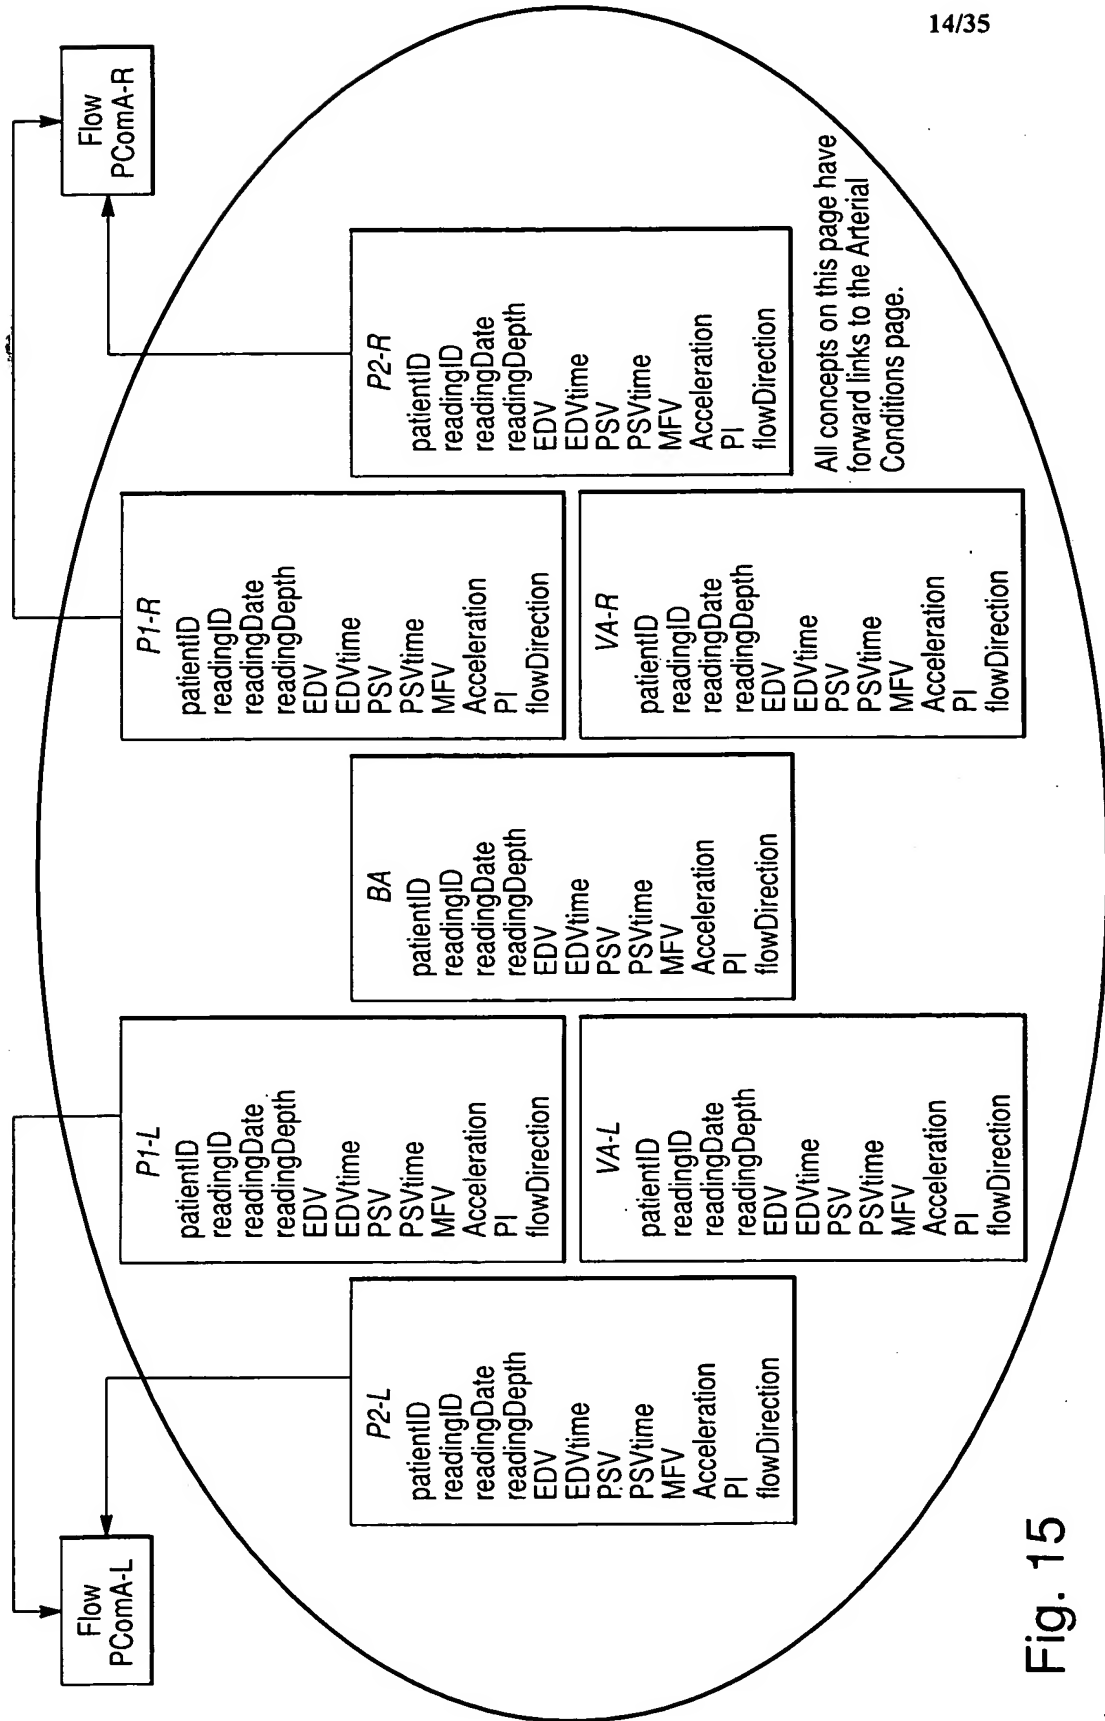 14/35
Flow
PComA-L
Flow
PComA-R
P1-L
patientID
readingID
readingDate
readingDepth
EDV
EDVtime
PSV
PSVtime
MFV
Acceleration
PI
flowDirection
P1-R
patientID
readingID
readingDate
readingDepth
EDV
EDVtime
PSV
PSVtime
MFV
Acceleration
PI
flowDirection
P2-L
patientID
readingID
readingDate
readingDepth
EDV
EDVtime
PSV
PSVtime
MFV
Acceleration
PI
flowDirection
BA
patientID
readingID
readingDate
readingDepth
EDV
EDVtime
PSV
PSVtime
MFV
Acceleration
PI
flowDirection
P2-R
patientID
readingID
readingDate
readingDepth
EDV
EDVtime
PSV
PSVtime
MFV
Acceleration
PI
flowDirection
VA-L
patientID
readingID
readingDate
readingDepth
EDV
EDVtime
PSV
PSVtime
MFV
Acceleration
PI
flowDirection
VA-R
patientID
readingID
readingDate
readingDepth
EDV
EDVtime
PSV
PSVtime
MFV
Acceleration
PI
flowDirection
All concepts on this page have
forward links to the Arterial
Conditions page.
Fig. 15